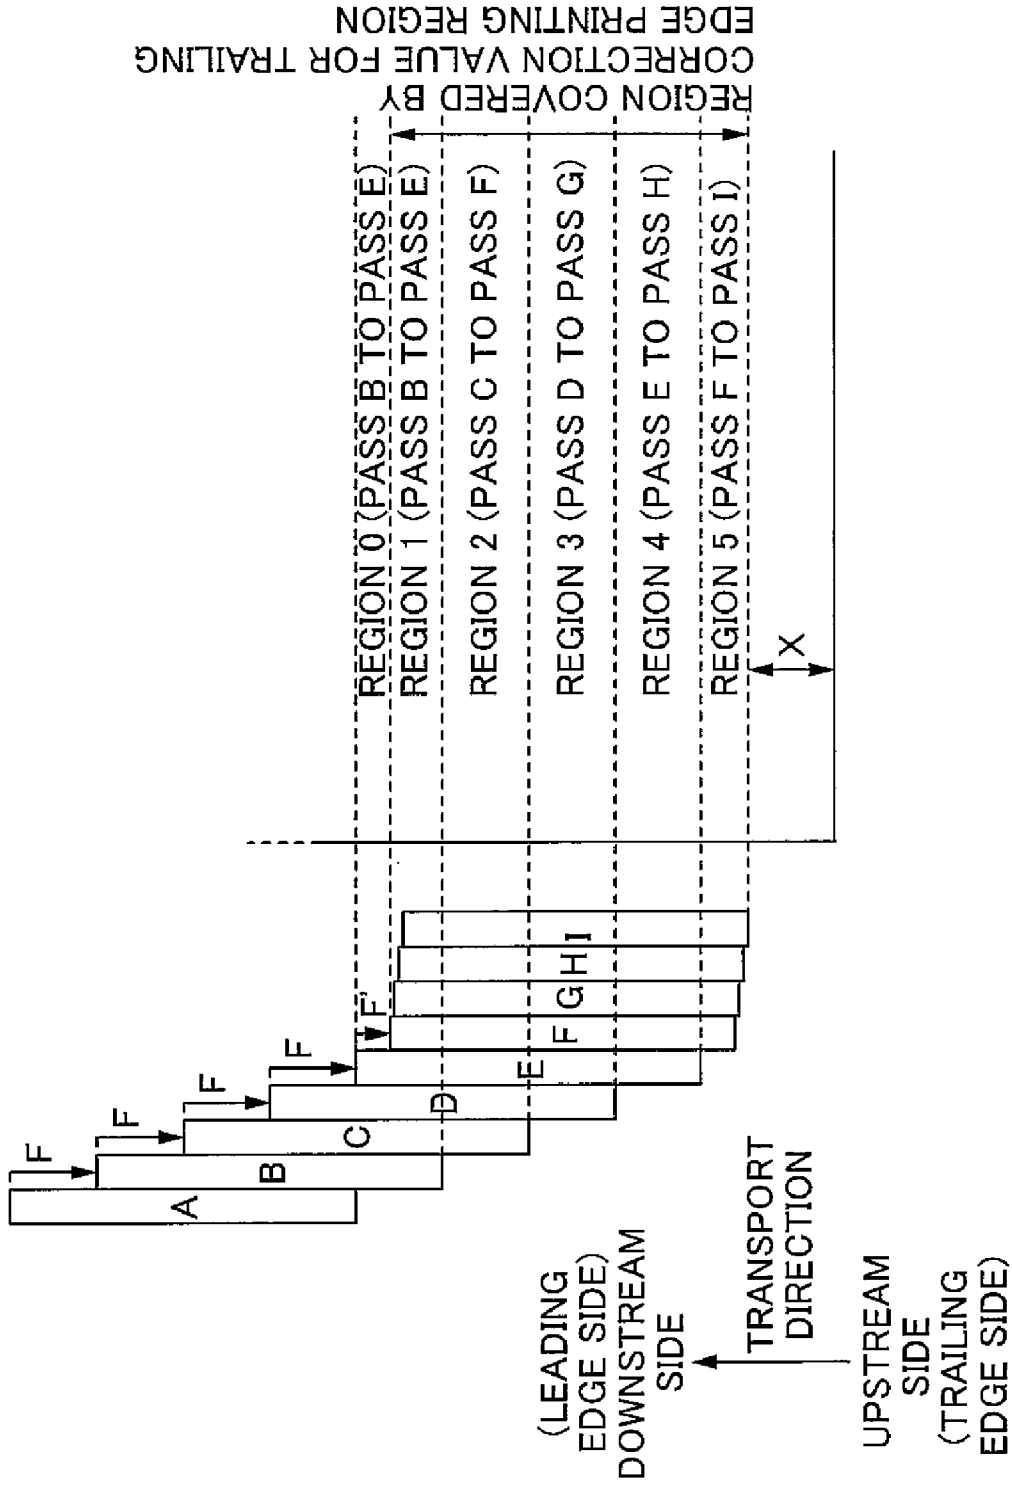 REGION COVERED BY
CORRECTION VALUE FOR TRAILING
EDGE PRINTING REGION
REGION 0 (PASS B TO PASS E)
REGION 1 (PASS B TO PASS E)
REGION 2 (PASS C TO PASS F)
REGION 3 (PASS D TO PASS G)
REGION 4 (PASS E TO PASS H)
REGION 5 (PASS F TO PASS I)
X
F
F
F
F
F'
A
B
C
D
E
F
G
H
I
(LEADING
EDGE SIDE)
DOWNSTREAM
SIDE
TRANSPORT
DIRECTION
UPSTREAM
SIDE
(TRAILING
EDGE SIDE)